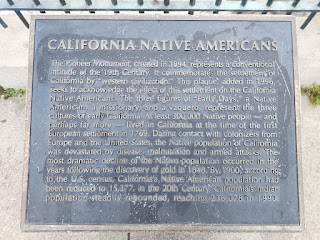 CALIFORNIA NATIVE AMERICANS
The Pioneer Monument, created in 1894, represents a conventional
attitude of the 19th Century. It commemorates the settlement of
California by "western civilization." This plaque, added in 1996,
seeks to acknowledge the effect of this settlement on the California
Native Americans. The three figures of "Early Days," a Native
American, a missionary, and a vaquero, represent the three
cultures of early California. At least 300,000 Native people — and
perhaps far more — lived in California at the time of the first
European settlement in 1769. During contact with colonizers from
Europe and the United States, the Native population of California
was devastated by disease, malnutrition and armed attacks. The
most dramatic decline of the Native population occurred in the
years following the discovery of gold in 1848. By 1900, according
to the U.S. census, California's Native American population had
been reduced to 15,377. In the 20th Century, California's Indian
population steadily rebounded, reaching 236,078 in 1990.